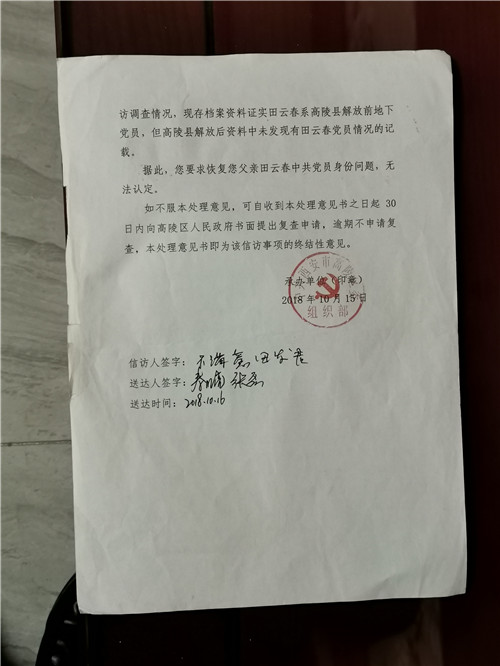 访调查情况，现存档案资料证实田云春系高陵县解放前地下
党员，但高陵县解放后资料中未发现有田云春党员情况的记
载。
据此，您要求恢复您父亲田云春中共党员身份问题，无
法认定。
如不服本处理意见，可自收到本处理意见书之日起 30
日内向高陵区人民政府书面提出复查申请，逾期不申请复
查，本处理意见书即为该信访事项的终结性意见。
承办单位（印章）
2018 年 10 月 15 日
组织部
信访人签字：不满意 田
送达人签字：
送达时间：2018.10.16